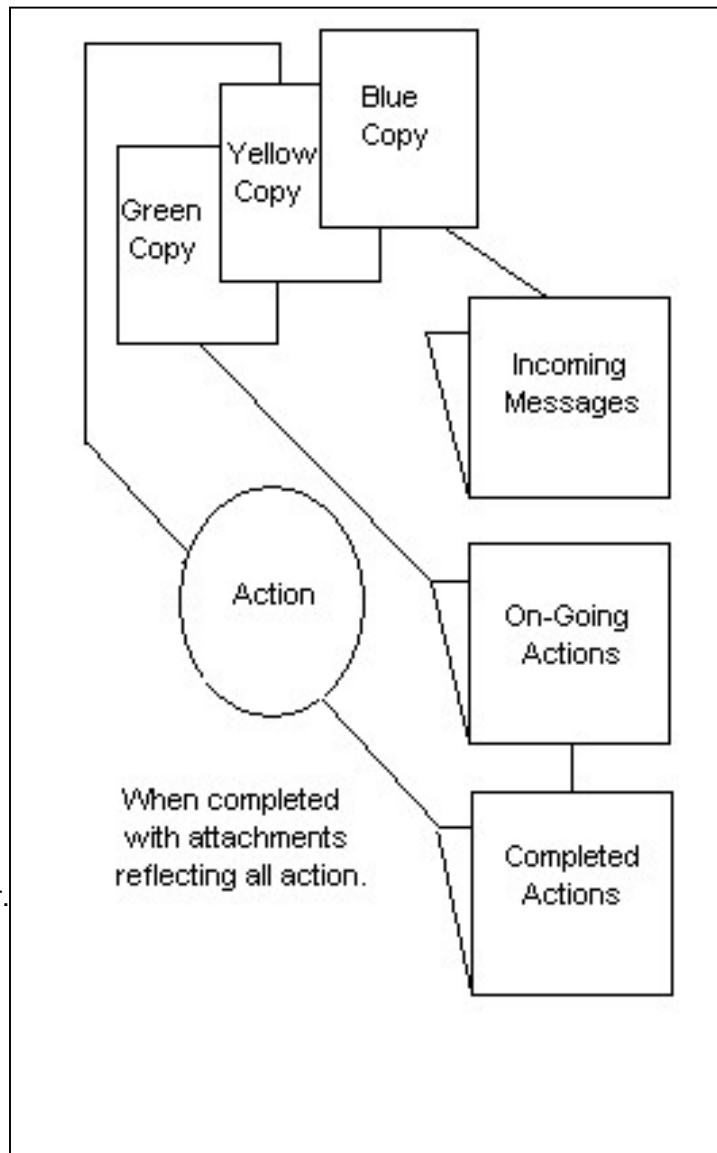 Blue
Copy
Yellow
Copy
Green
Copy
Incoming
Messages
Action
On-Going
Actions
When completed
with attachments
reflecting all action.
Completed
Actions